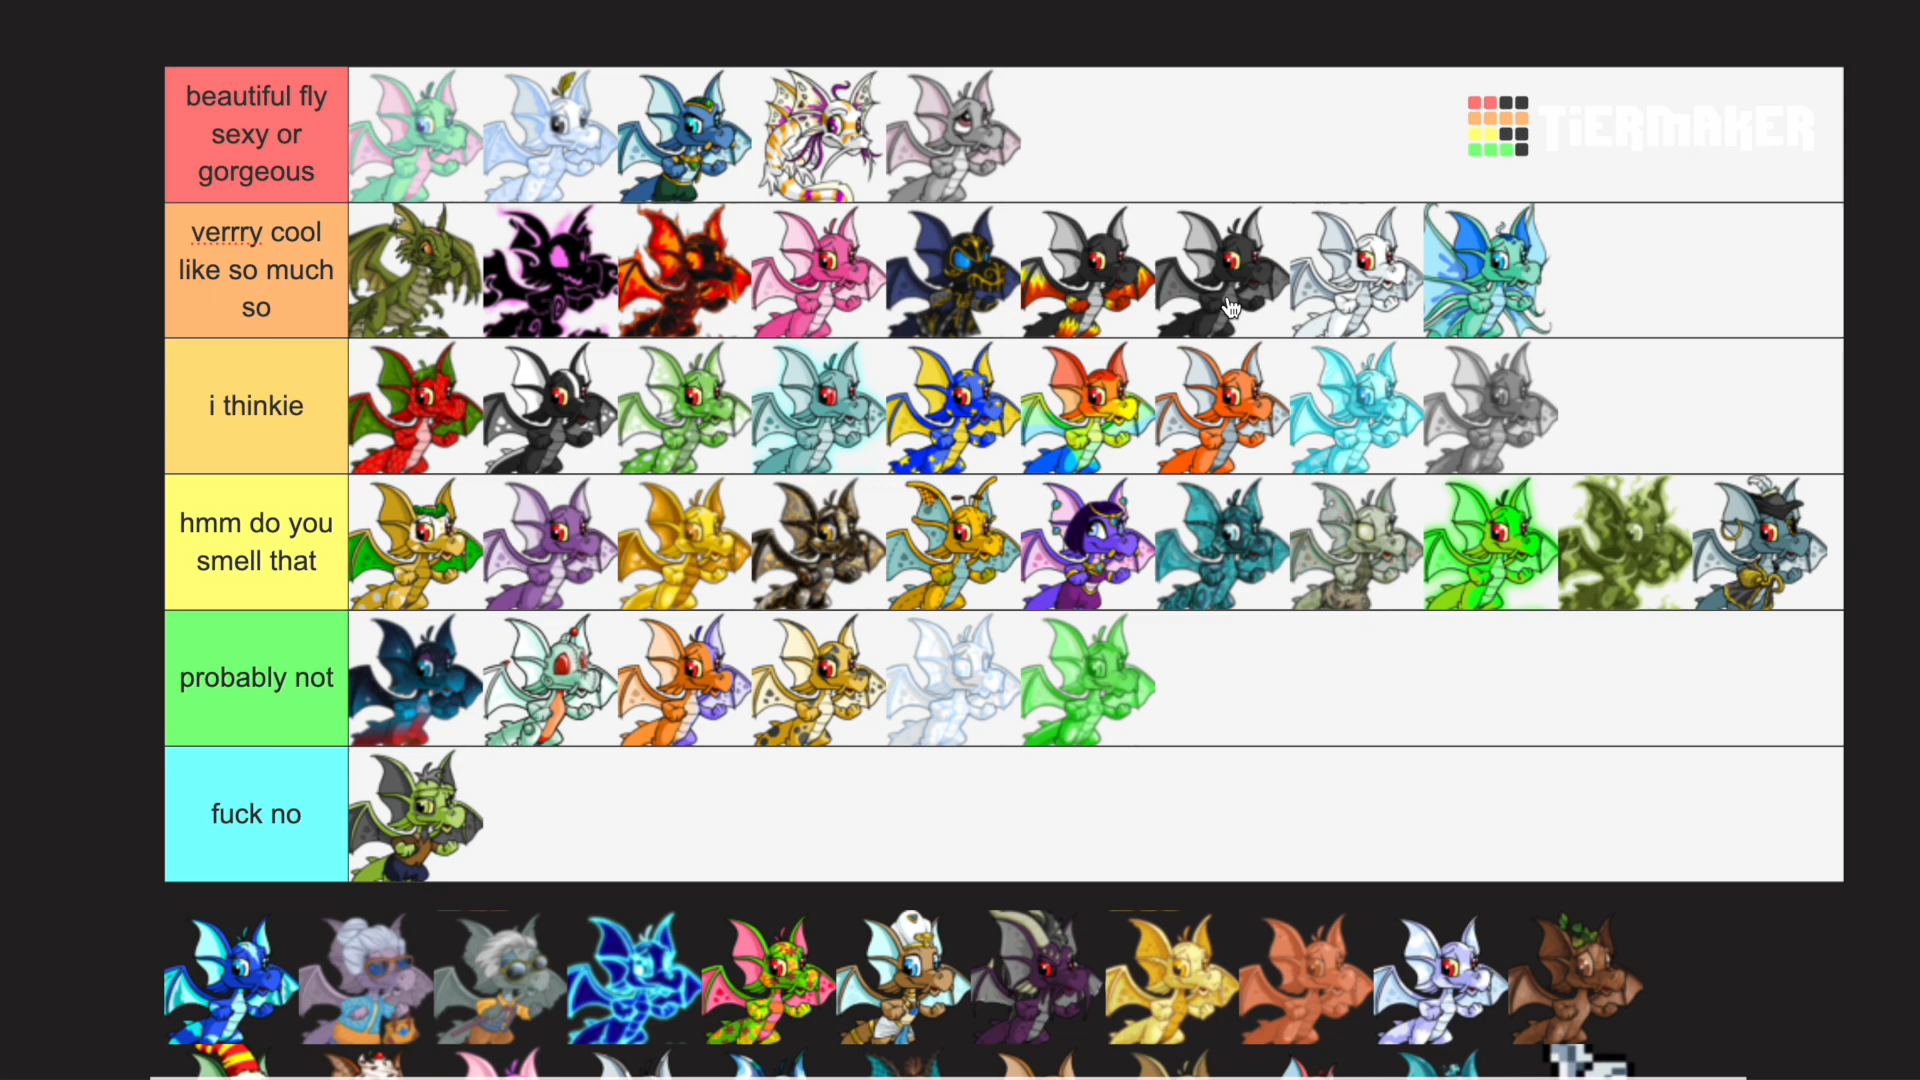 beautiful fly
sexy or
gorgeous
TiERMAKER
verrry cool
like so much
so
i thinkie
hmm do you
smell that
probably not
fuck no